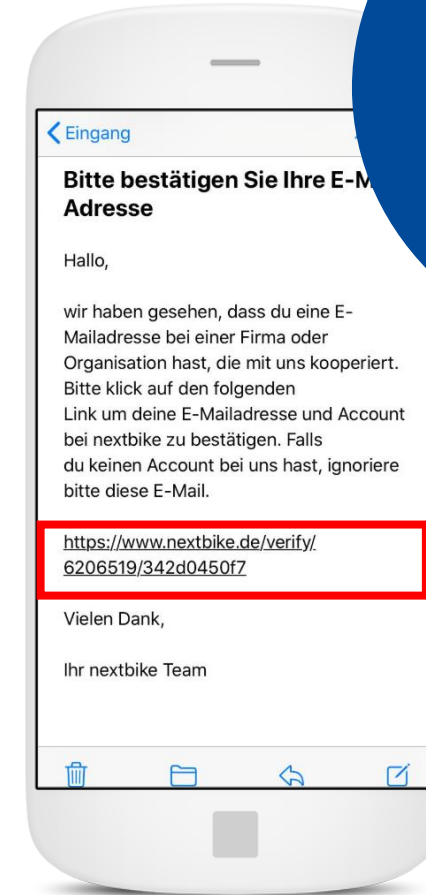 Eingang
Bitte bestätigen Sie Ihre E-M
Adresse
Hallo,
wir haben gesehen, dass du eine E-
Mailadresse bei einer Firma oder
Organisation hast, die mit uns kooperiert.
Bitte klick auf den folgenden
Link um deine E-Mailadresse und Account
bei nextbike zu bestätigen. Falls
du keinen Account bei uns hast, ignoriere
bitte diese E-Mail.
https://www.nextbike.de/verify/
6206519/342d0450f7
Vielen Dank,
Ihr nextbike Team